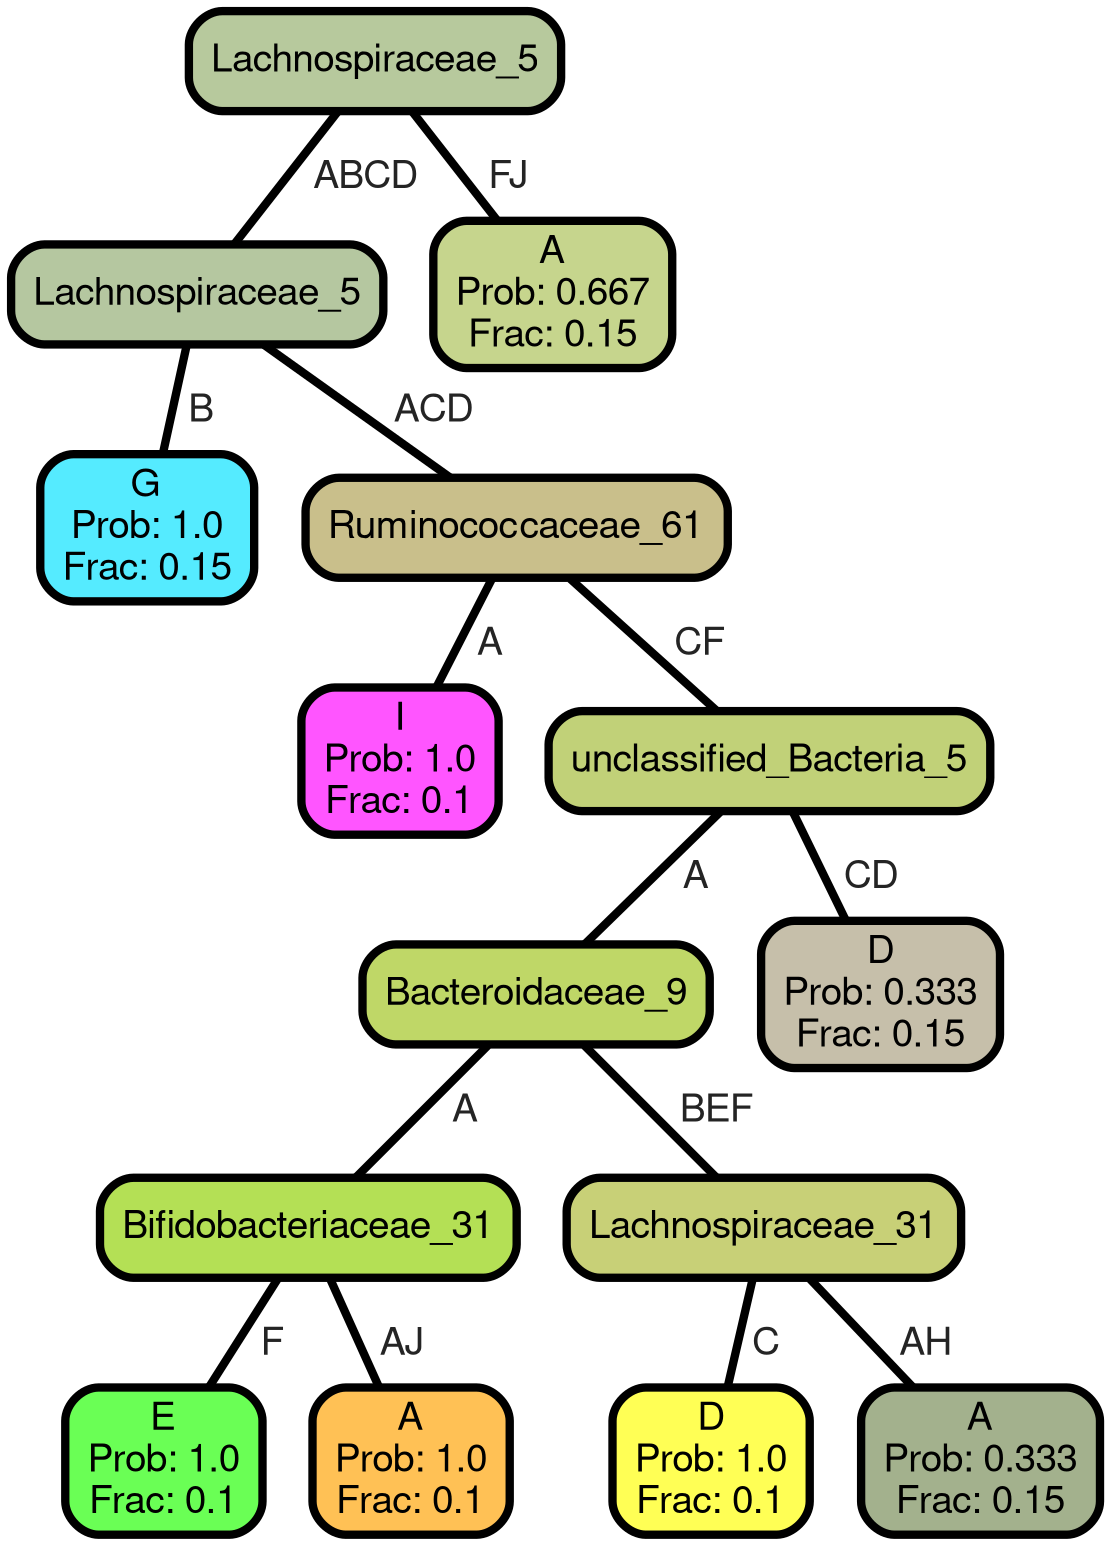 Lachnospiraceae_5
ABCD
FJ
Lachnospiraceae_5
A
Prob: 0.667
Frac: 0.15
B
ACD
G
Prob: 1.0
Frac: 0.15
Ruminococcaceae_61
A
CF
I
Prob: 1.0
Frac: 0.1
unclassified_Bacteria_5
A
CD
Bacteroidaceae_9
D
Prob: 0.333
Frac: 0.15
A
BEF
Bifidobacteriaceae_31
Lachnospiraceae_31
F
AJ
C
AH
E
Prob: 1.0
Frac: 0.1
A
Prob: 1.0
Frac: 0.1
D
Prob: 1.0
Frac: 0.1
A
Prob: 0.333
Frac: 0.15